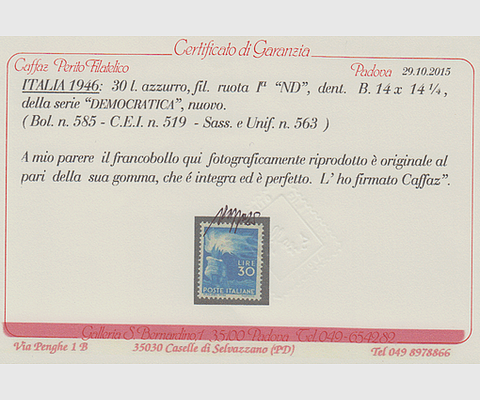 Certificato di Garanzia
Caffaz Perito Filatelico
Padova 29.10.2015
ITALIA 1946: 30 l. azzurro, fil. ruota Iª "ND", dent. B. 14 x 14 ¼,
della serie "DEMOCRATICA", nuovo.
( Bol. n. 585 - C.E.I. n. 519 - Sass. e Unif. n. 563 )
A mio parere il francobollo qui fotograficamente riprodotto è originale al
pari della sua gomma, che é integra ed è perfetto. L' ho firmato Caffaz".
LIRE
30
POSTE ITALIANE
Galleria S. Bernardino,1 35100 Padova Tel. 049-654282
Via Penghe 1 B 35030 Caselle di Selvazzano (PD) Tel 049 8978866